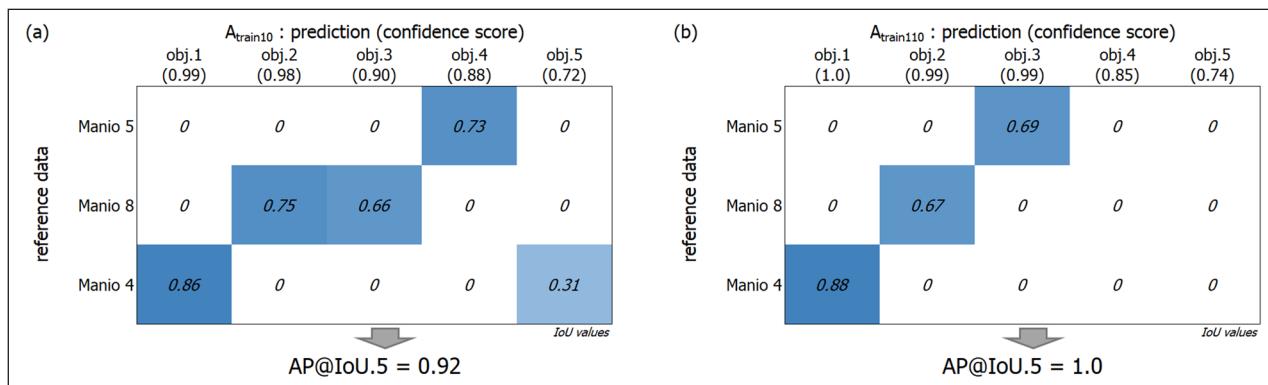 (a)
A_train10 : prediction (confidence score)
obj.1 obj.2 obj.3 obj.4 obj.5
(0.99) (0.98) (0.90) (0.88) (0.72)
reference data
Manio 5 0 0 0 0.73 0
Manio 8 0 0.75 0.66 0 0
Manio 4 0.86 0 0 0 0.31
IoU values
AP@IoU.5 = 0.92
(b)
A_train110 : prediction (confidence score)
obj.1 obj.2 obj.3 obj.4 obj.5
(1.0) (0.99) (0.99) (0.85) (0.74)
reference data
Manio 5 0 0 0.69 0 0
Manio 8 0 0.67 0 0 0
Manio 4 0.88 0 0 0 0
IoU values
AP@IoU.5 = 1.0